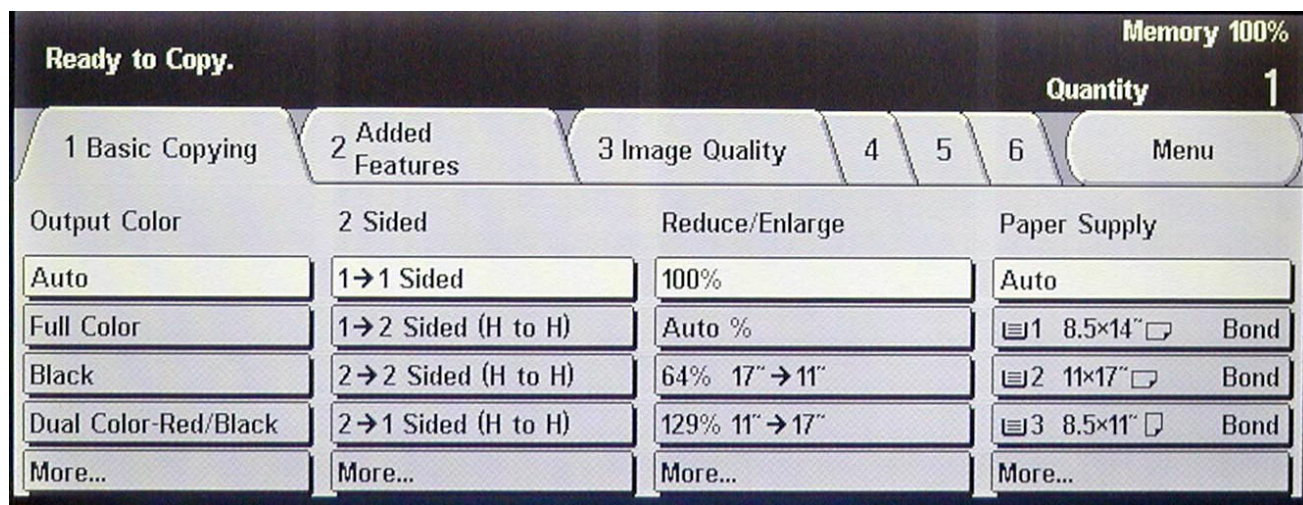 Memory 100%
Ready to Copy.
Quantity 1
1 Basic Copying
2 Added Features
3 Image Quality
4
5
6
Menu
Output Color
2 Sided
Reduce/Enlarge
Paper Supply
Auto
1→1 Sided
100%
Auto
Full Color
1→2 Sided (H to H)
Auto %
1 8.5×14" Bond
Black
2→2 Sided (H to H)
64% 17"→11"
2 11×17" Bond
Dual Color-Red/Black
2→1 Sided (H to H)
129% 11"→17"
3 8.5×11" Bond
More...
More...
More...
More...